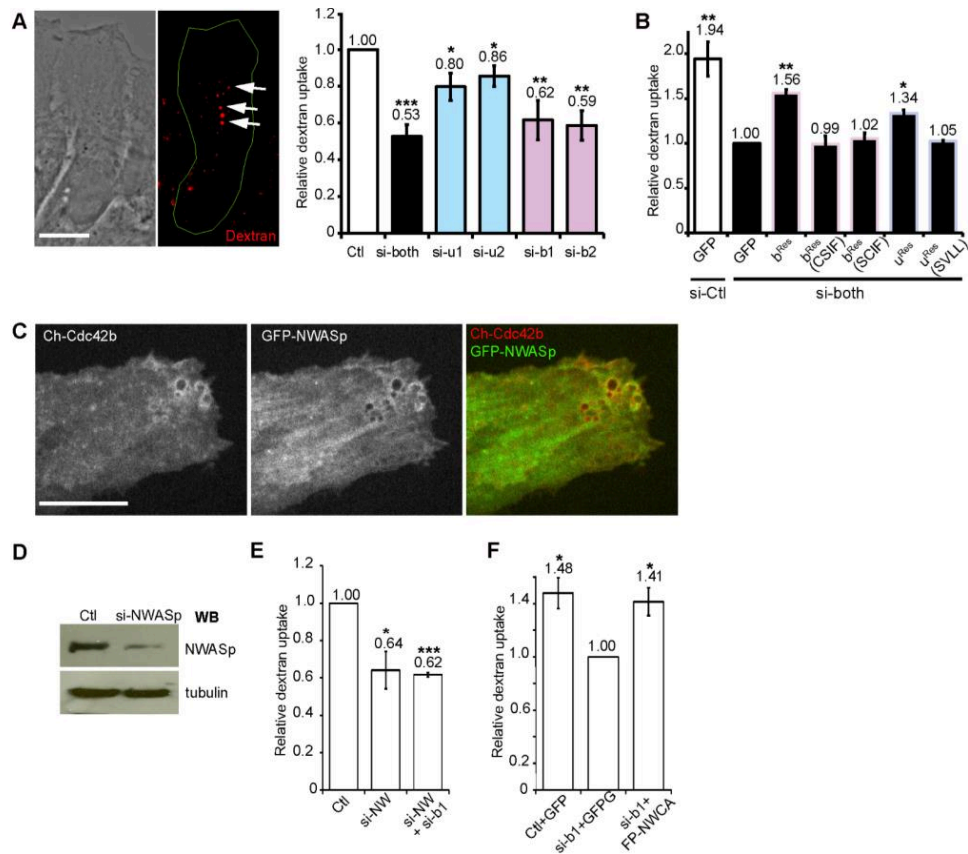 A
Dextran
Relative dextran uptake
1.2
1.0
0.8
0.6
0.4
0.2
0
1.00
***
0.53
*
0.80
*
0.86
**
0.62
**
0.59
Ctl si-both si-u1 si-u2 si-b1 si-b2
B
Relative dextran uptake
2.0
1.5
1.0
0.5
0
**
1.94
1.00
**
1.56
0.99
1.02
*
1.34
1.05
GFP
GFP
bRes
bRes (CSIF)
bRes (SCIF)
uRes
uRes (SVLL)
si-Ctl
si-both
C
Ch-Cdc42b
GFP-NWASp
Ch-Cdc42b
GFP-NWASp
D
Ctl si-NWASp WB
NWASp
tubulin
E
Relative dextran uptake
1.2
1.0
0.8
0.6
0.4
0.2
0
1.00
*
0.64
***
0.62
Ctl
si-NW
si-NW + si-b1
F
Relative dextran uptake
1.4
1.0
0.6
0.2
0
*
1.48
1.00
*
1.41
Ctl+GFP
si-b1+GFPG
si-b1+ FP-NWCA